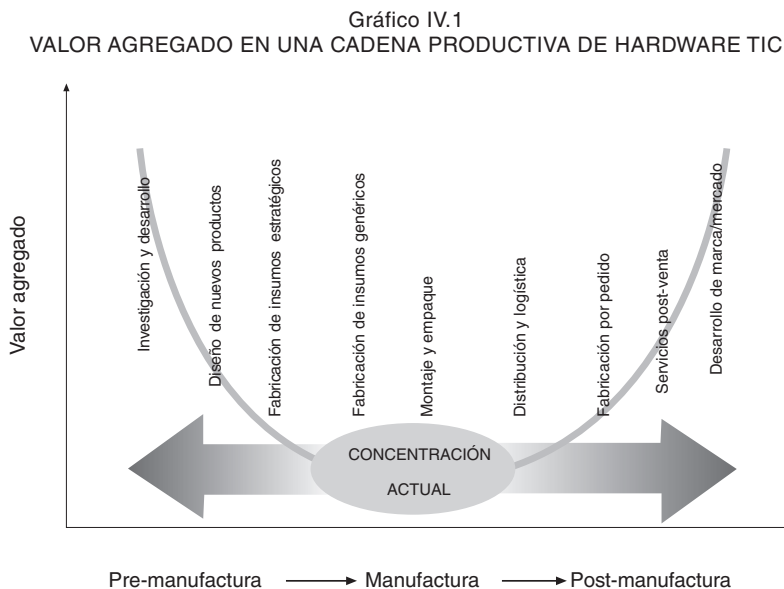 Gráfico IV.1
VALOR AGREGADO EN UNA CADENA PRODUCTIVA DE HARDWARE TIC
Valor agregado
Investigación y desarrollo
Diseño de nuevos productos
Fabricación de insumos estratégicos
Fabricación de insumos genéricos
Montaje y empaque
Distribución y logística
Fabricación por pedido
Servicios post-venta
Desarrollo de marca/mercado
CONCENTRACIÓN
ACTUAL
Pre-manufactura
Manufactura
Post-manufactura